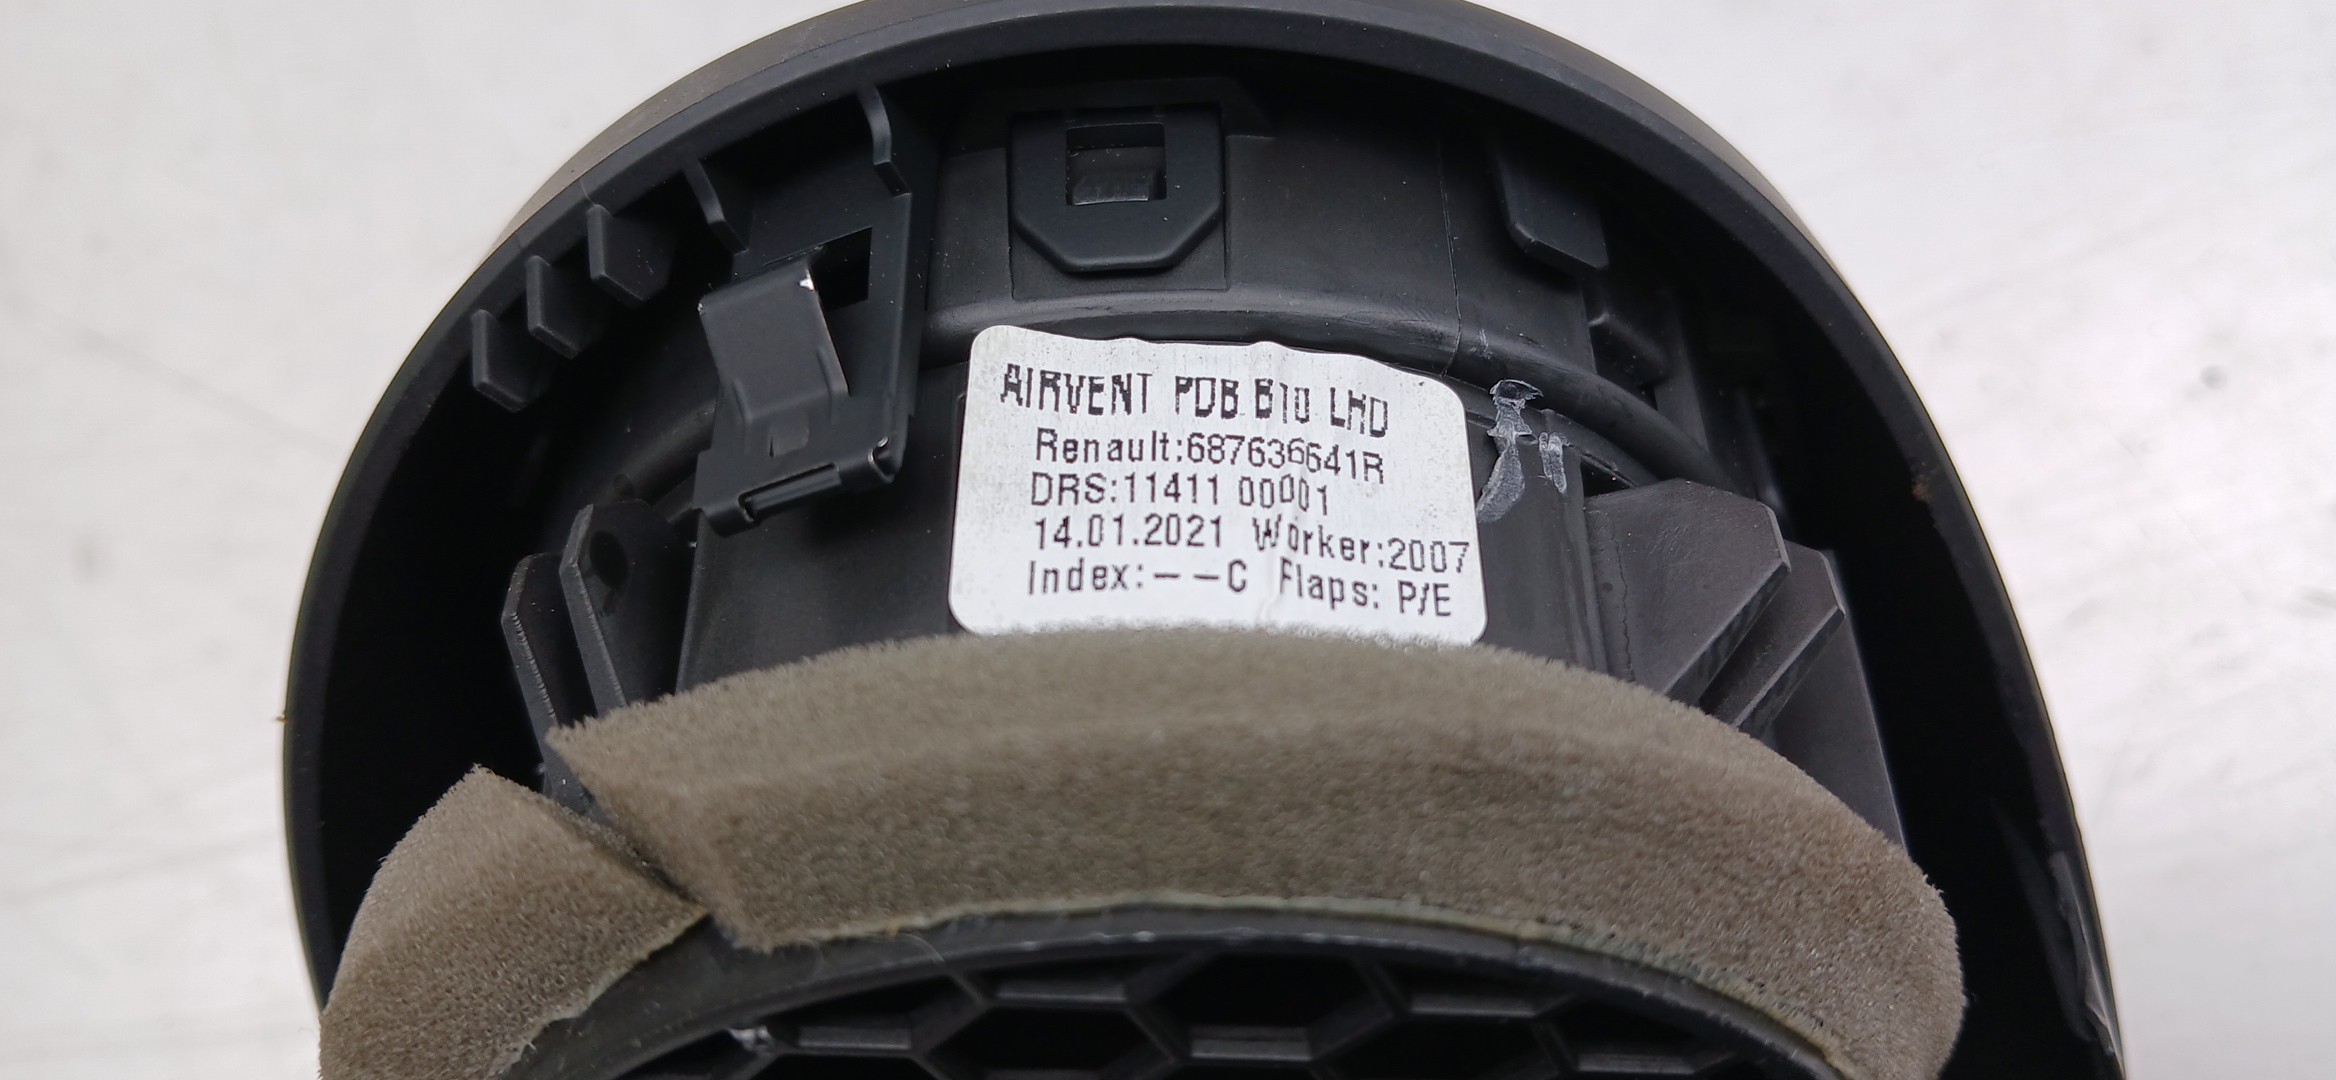 AIRVENT PDB B10 LHD
Renault:687636641R
DRS:11411 00001
14.01.2021 Worker:2007
Index:--C Flaps: P/E